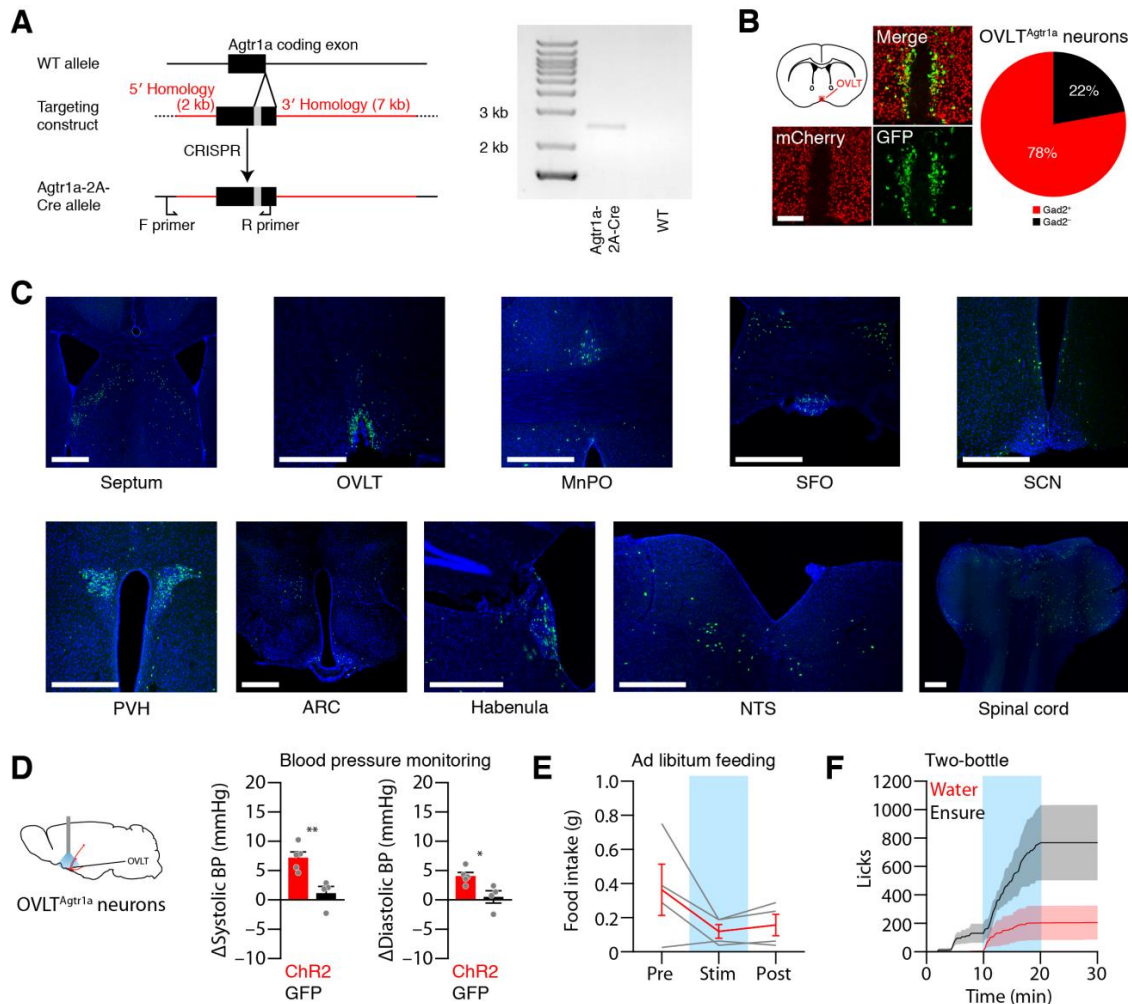 A
Agtr1a coding exon
WT allele
5′ Homology
(2 kb)
3′ Homology (7 kb)
Targeting
construct
CRISPR
Agtr1a-2A-
Cre allele
F primer
R primer
3 kb
2 kb
Agtr1a-
2A-Cre
WT
B
OVLT
Merge
mCherry
GFP
OVLTAgtr1a neurons
22%
78%
Gad2+
Gad2-
C
Septum
OVLT
MnPO
SFO
SCN
PVH
ARC
Habenula
NTS
Spinal cord
D
OVLT
OVLTAgtr1a neurons
Blood pressure monitoring
ΔSystolic BP (mmHg)
20
15
10
5
0
-5
-10
**
ChR2
GFP
ΔDiastolic BP (mmHg)
20
15
10
5
0
-5
-10
*
ChR2
GFP
E
Ad libitum feeding
Food intake (g)
1.0
0.8
0.6
0.4
0.2
0
Pre Stim Post
F
Two-bottle
Water
Ensure
Licks
1200
1000
800
600
400
200
0
0 10 20 30
Time (min)